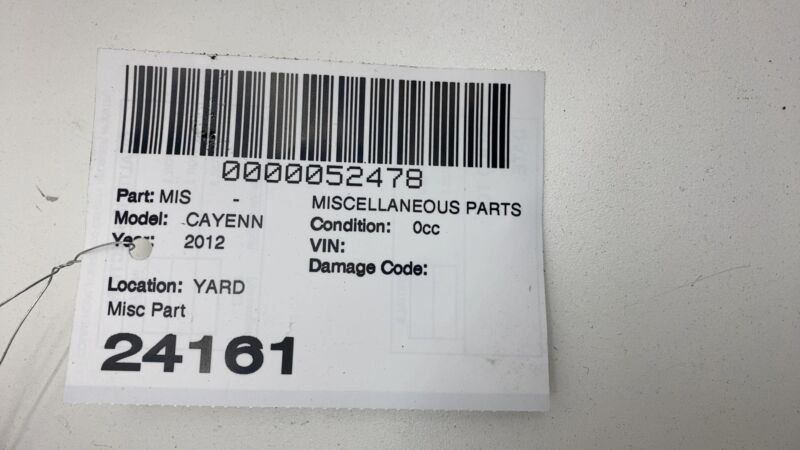 0000052478
Part: MIS - MISCELLANEOUS PARTS
Model: CAYENN Condition: 0cc
Year: 2012 VIN:
Damage Code:
Location: YARD
Misc Part
24161